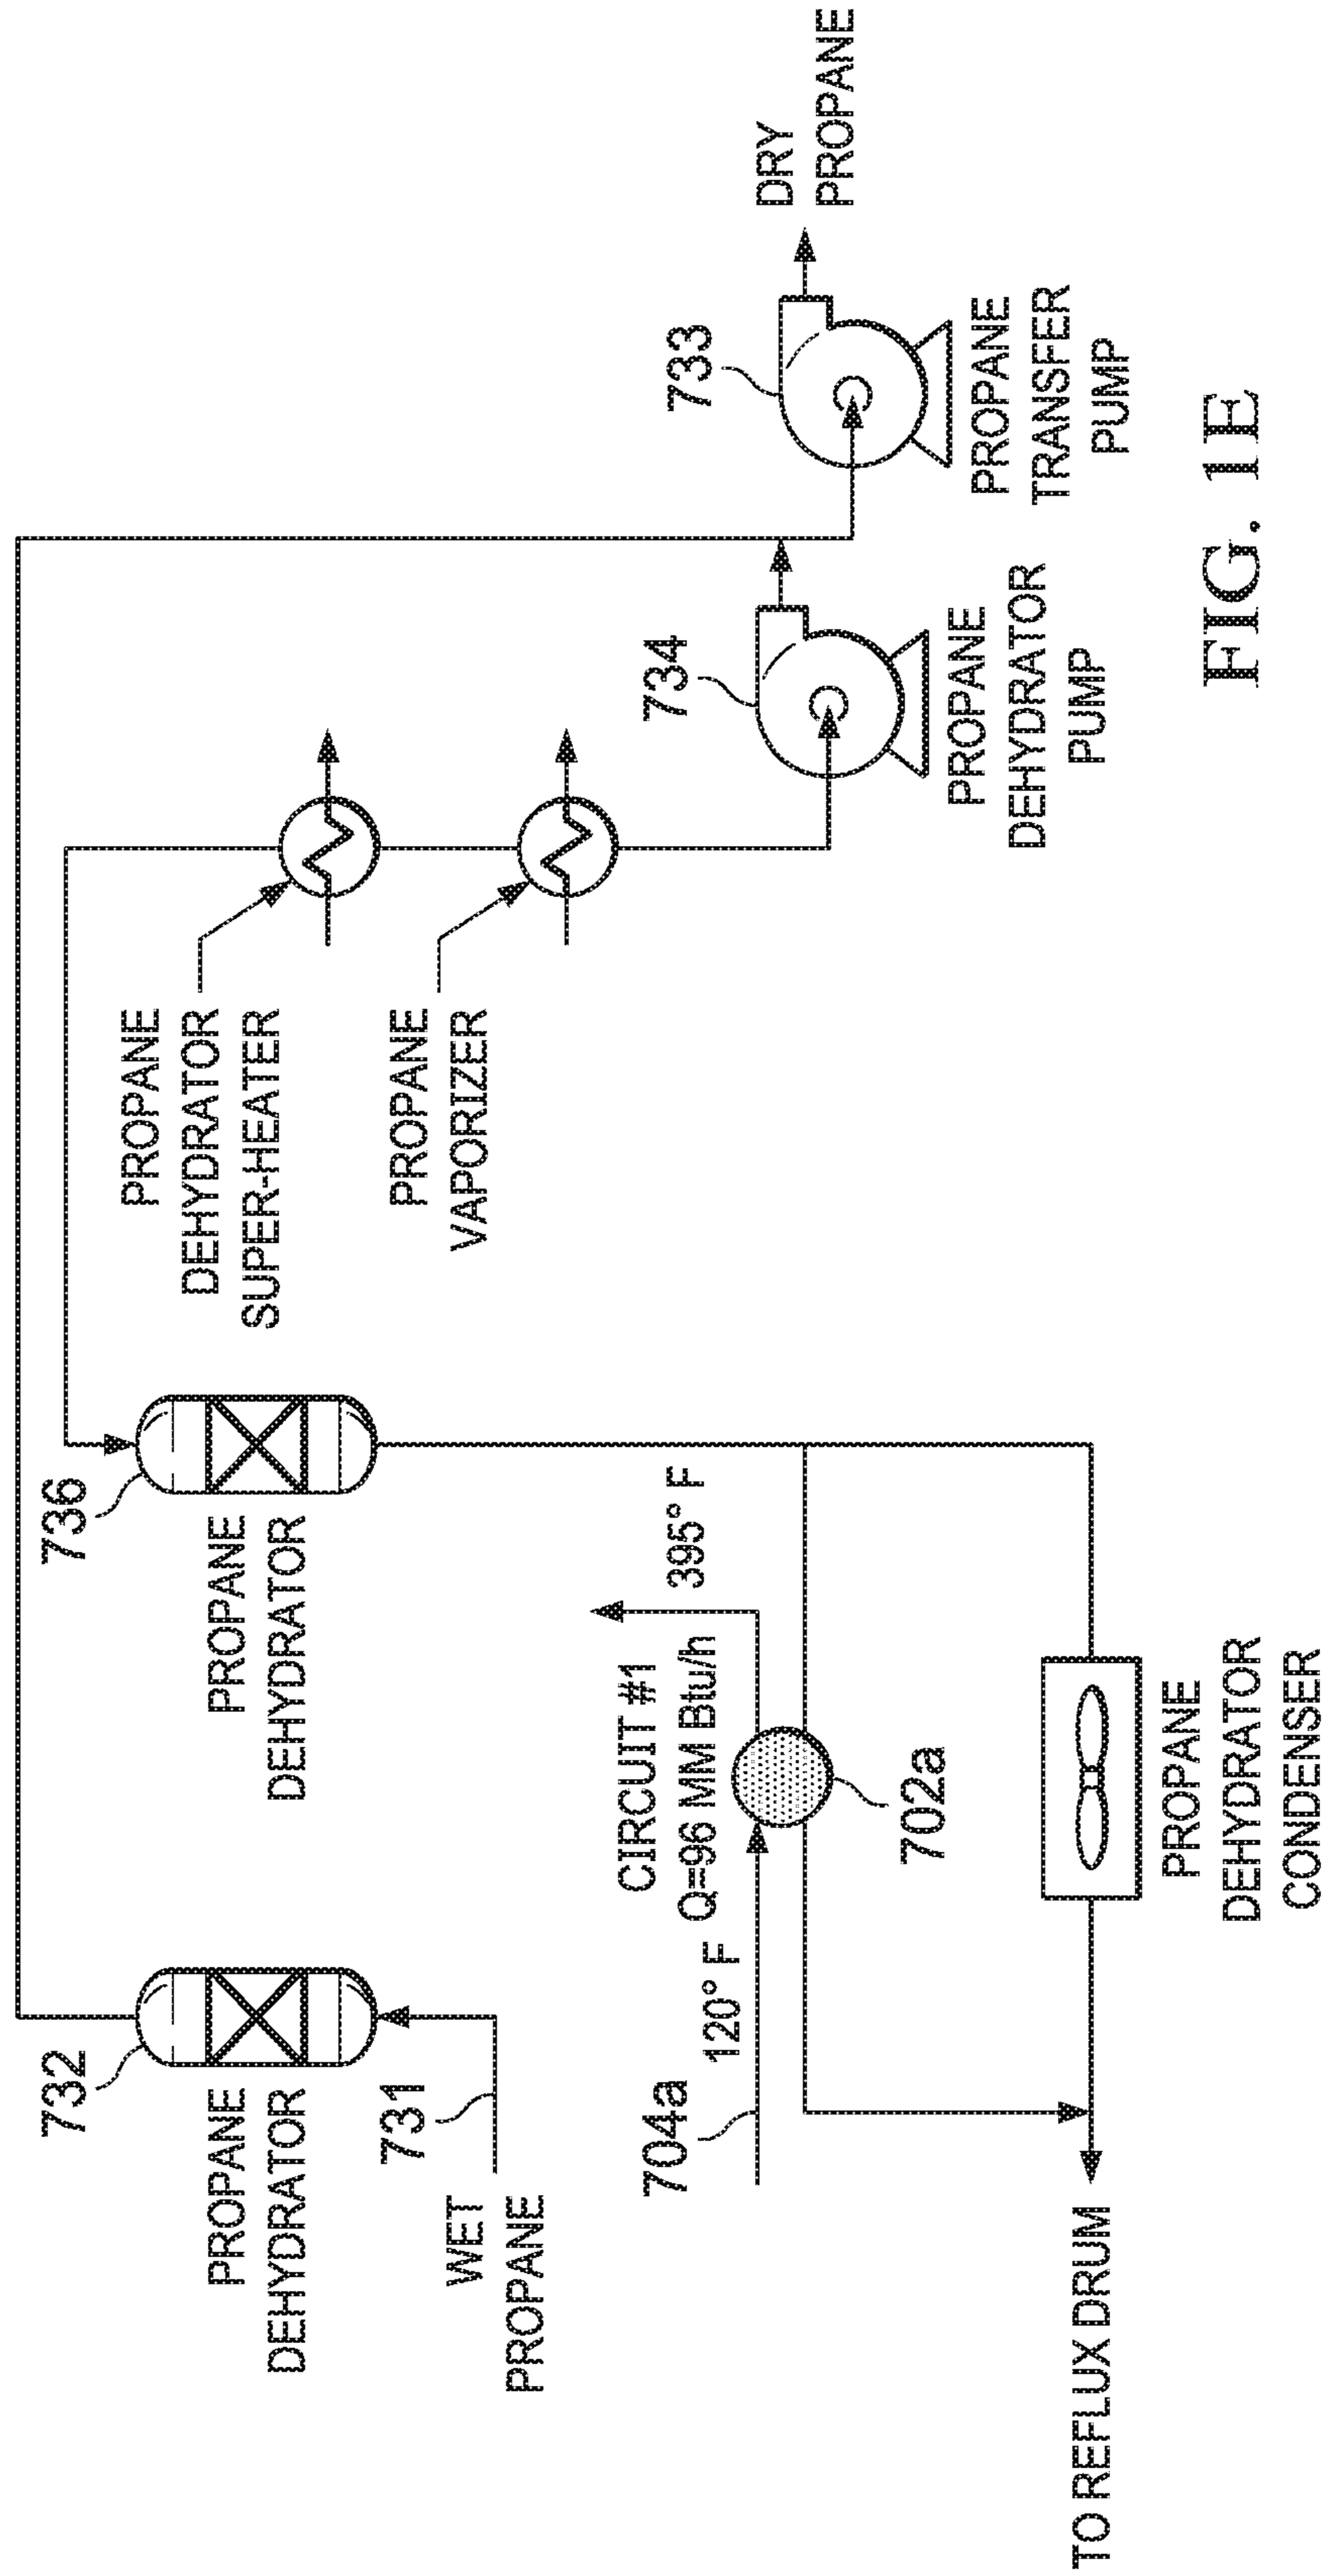 732
PROPANE
DEHYDRATOR
731
WET
PROPANE
736
PROPANE
DEHYDRATOR
PROPANE
DEHYDRATOR
SUPER-HEATER
PROPANE
VAPORIZER
704a
120° F
CIRCUIT #1
Q=96 MM Btu/h
395° F
702a
TO REFLUX DRUM
PROPANE
DEHYDRATOR
CONDENSER
734
PROPANE
DEHYDRATOR
PUMP
733
PROPANE
TRANSFER
PUMP
DRY
PROPANE
FIG. 1E